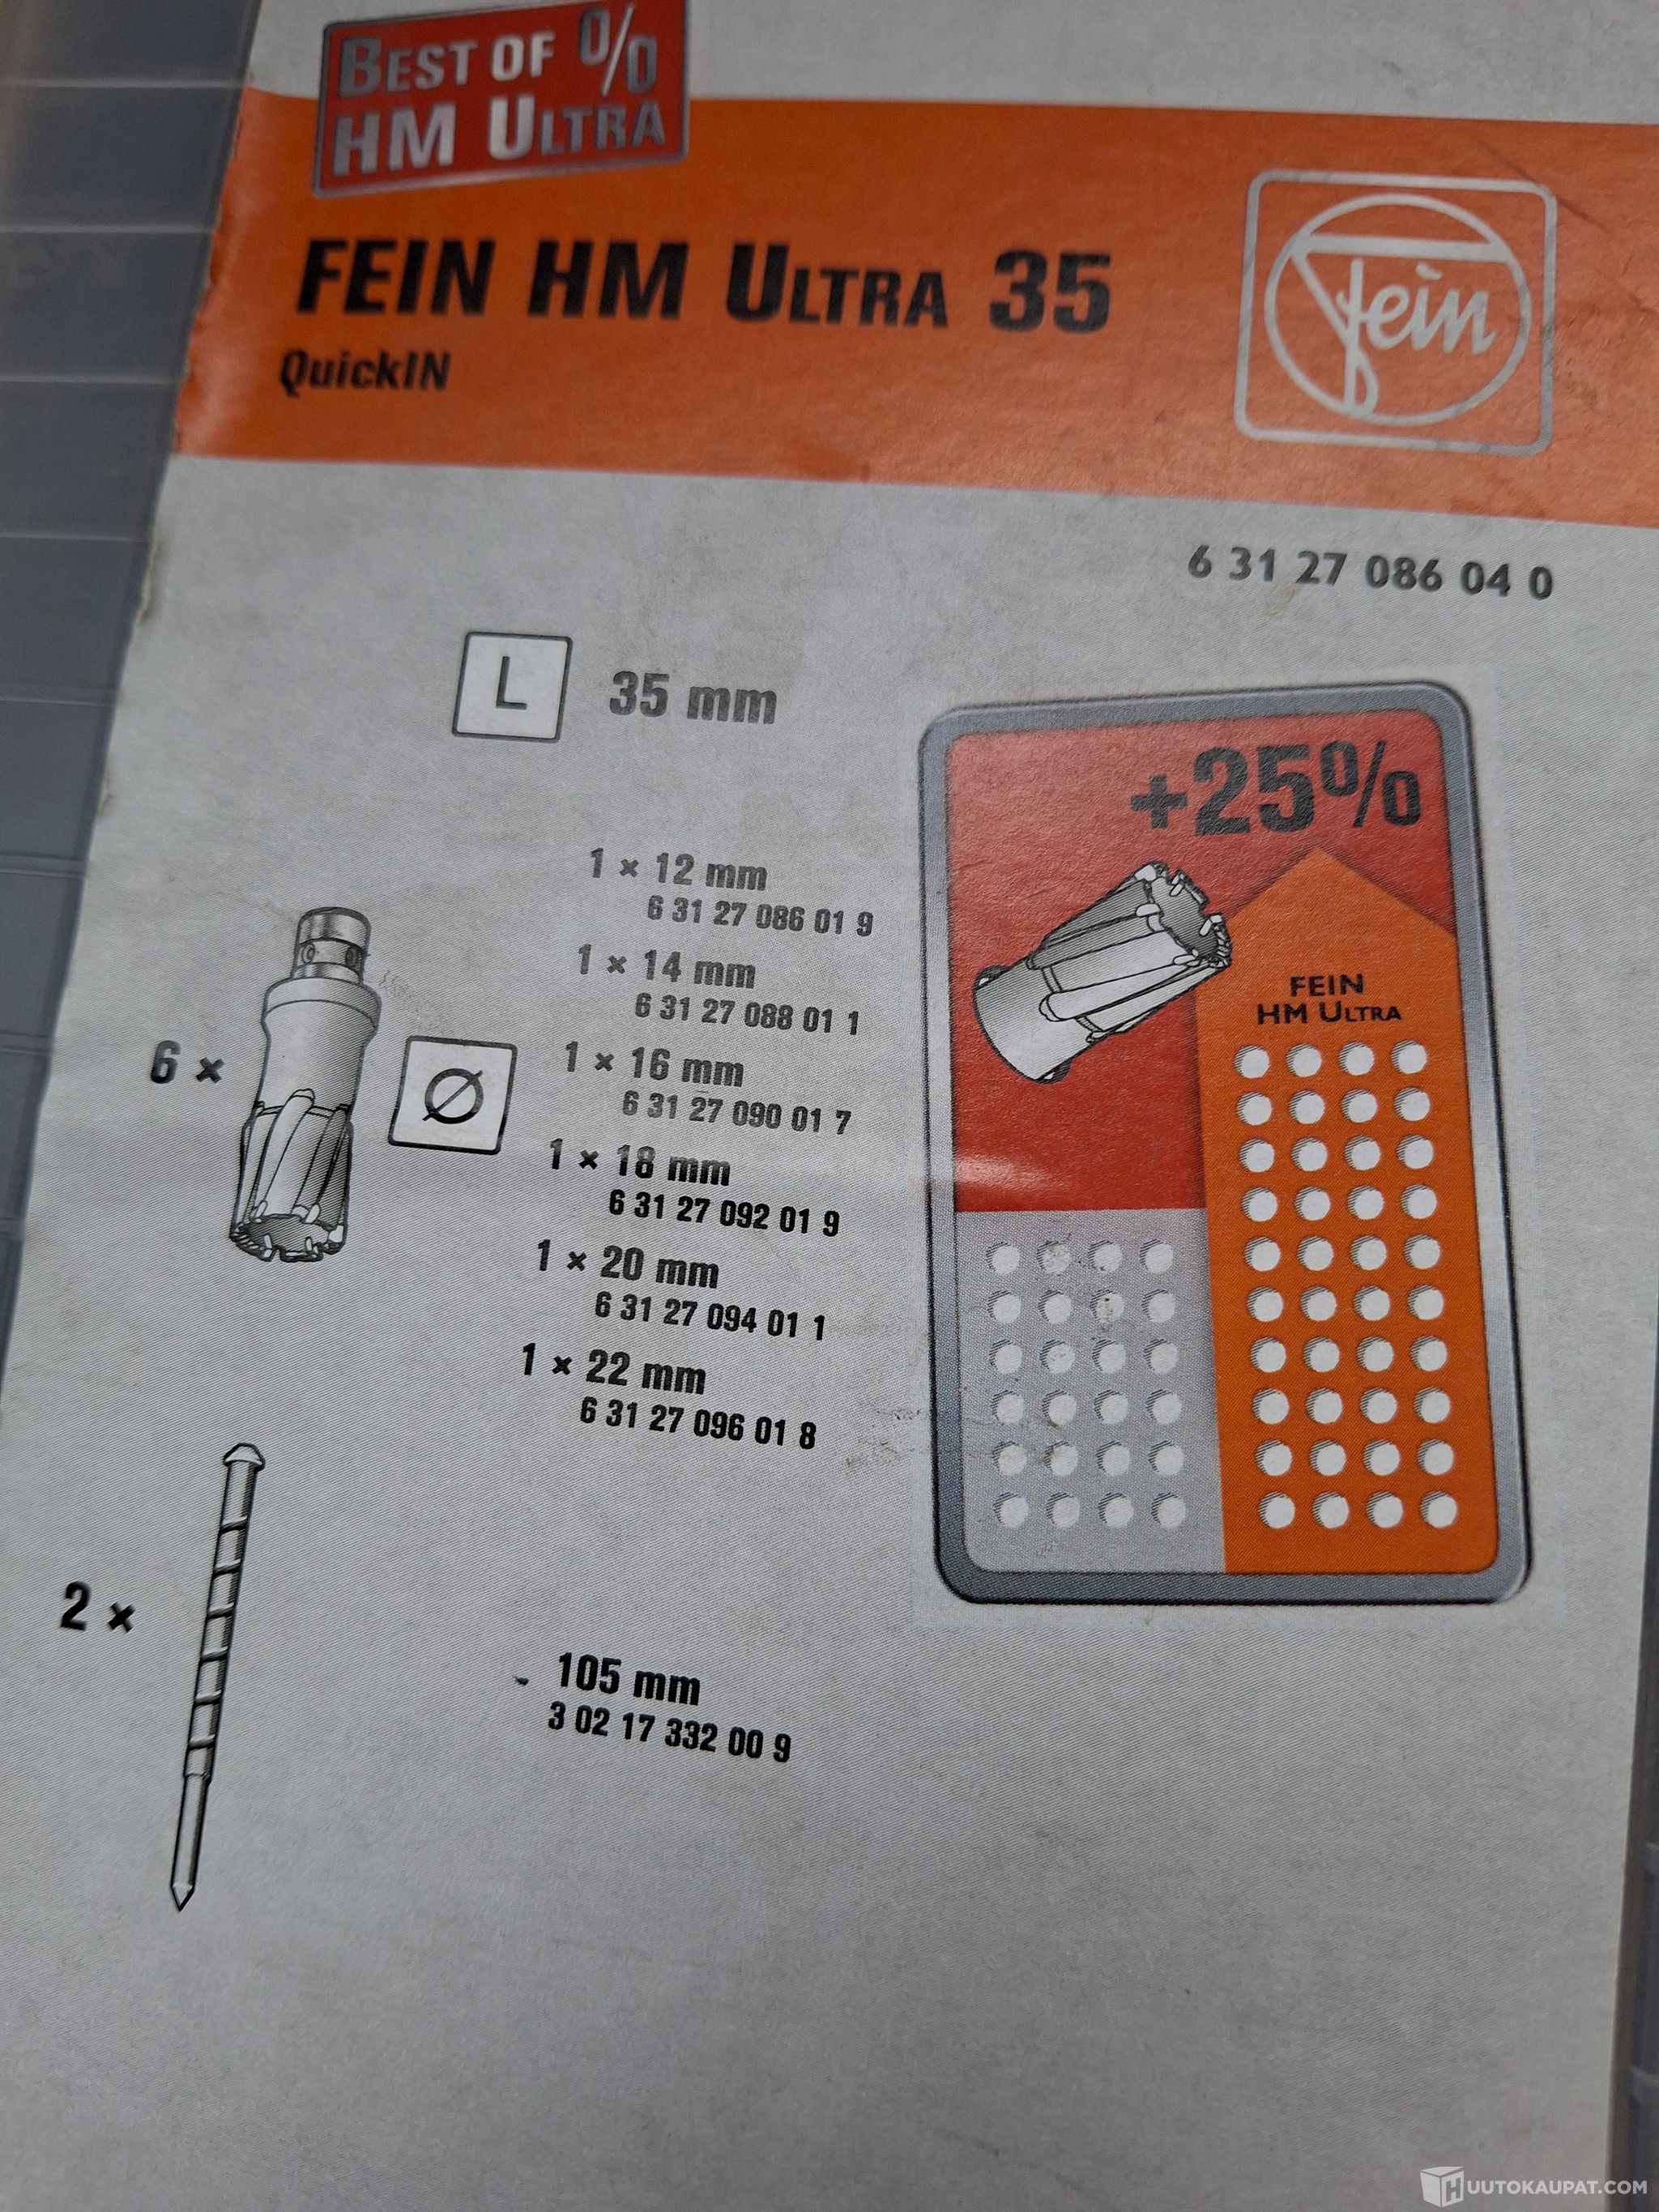 BEST OF %
HM ULTRA
FEIN HM ULTRA 35
QuickIN
Fein
6 31 27 086 04 0
L 35 mm
+25%
FEIN
HM ULTRA
6 ×
Ø
1 × 12 mm
6 31 27 086 01 9
1 × 14 mm
6 31 27 088 01 1
1 × 16 mm
6 31 27 090 01 7
1 × 18 mm
6 31 27 092 01 9
1 × 20 mm
6 31 27 094 01 1
1 × 22 mm
6 31 27 096 01 8
2 ×
105 mm
3 02 17 332 00 9
HUUTOKAUPAT.COM